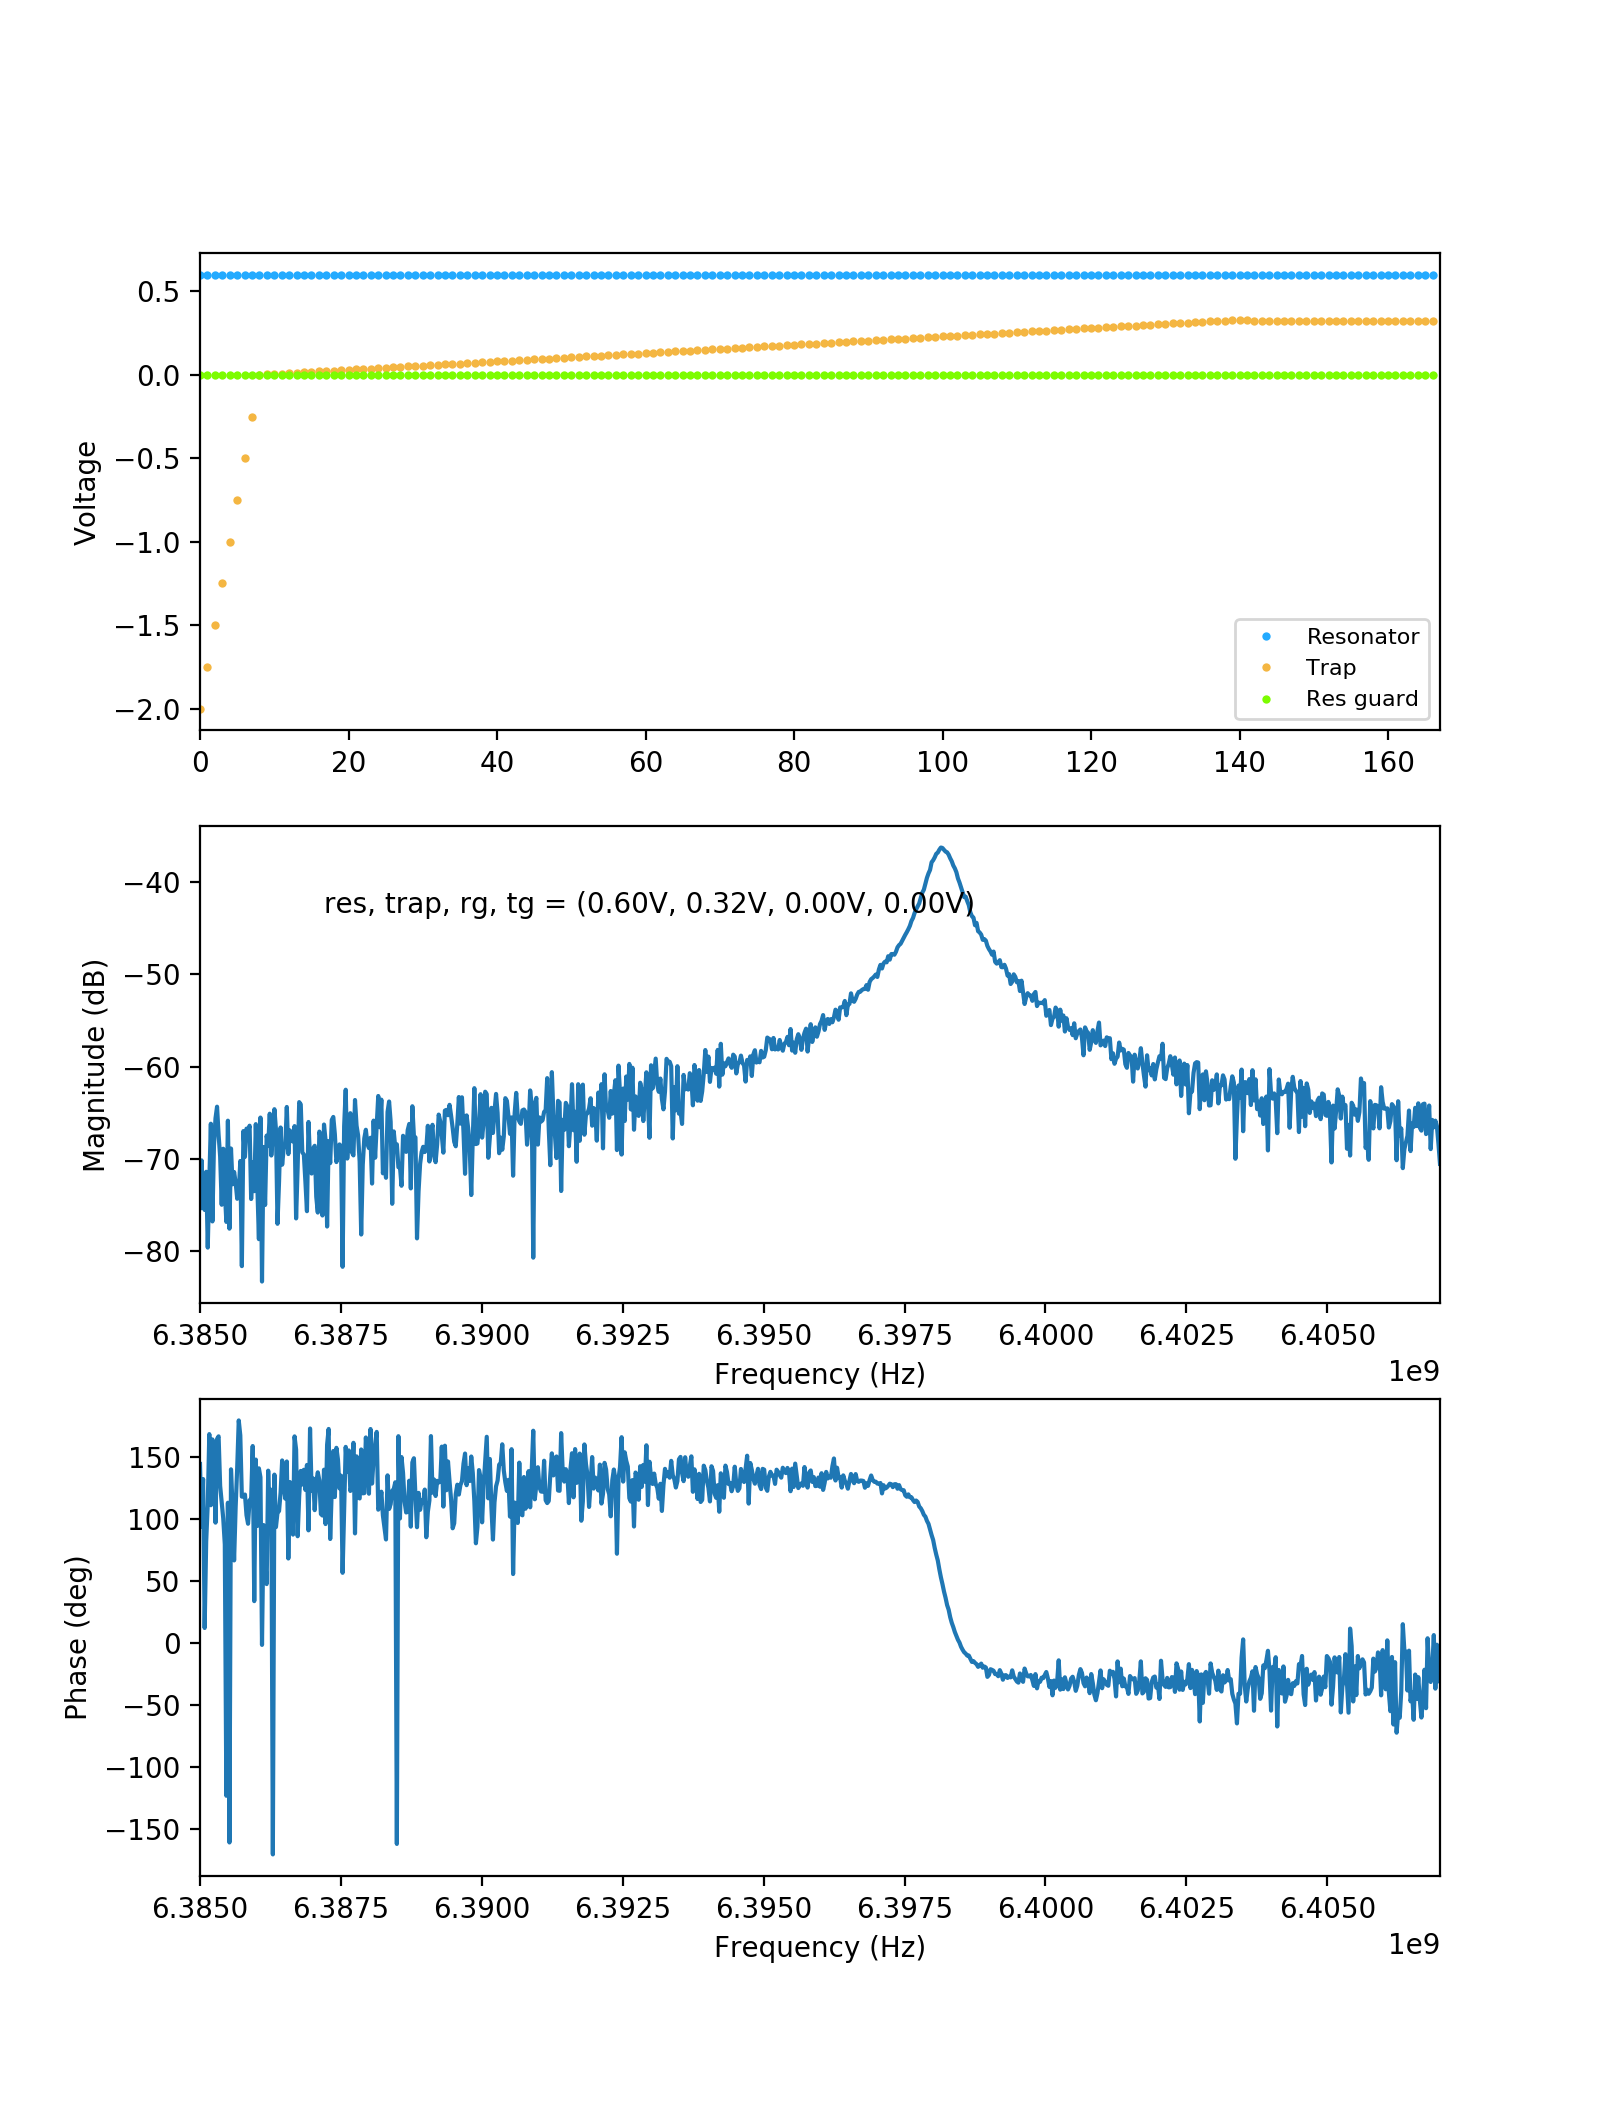 0.5
0.0
−0.5
−1.0
−1.5
−2.0
Voltage
Resonator
Trap
Res guard
0 20 40 60 80 100 120 140 160
−40
−50
−60
−70
−80
Magnitude (dB)
res, trap, rg, tg = (0.60V, 0.32V, 0.00V, 0.00V)
6.3850 6.3875 6.3900 6.3925 6.3950 6.3975 6.4000 6.4025 6.4050
Frequency (Hz)
1e9
150
100
50
0
−50
−100
−150
Phase (deg)
6.3850 6.3875 6.3900 6.3925 6.3950 6.3975 6.4000 6.4025 6.4050
Frequency (Hz)
1e9